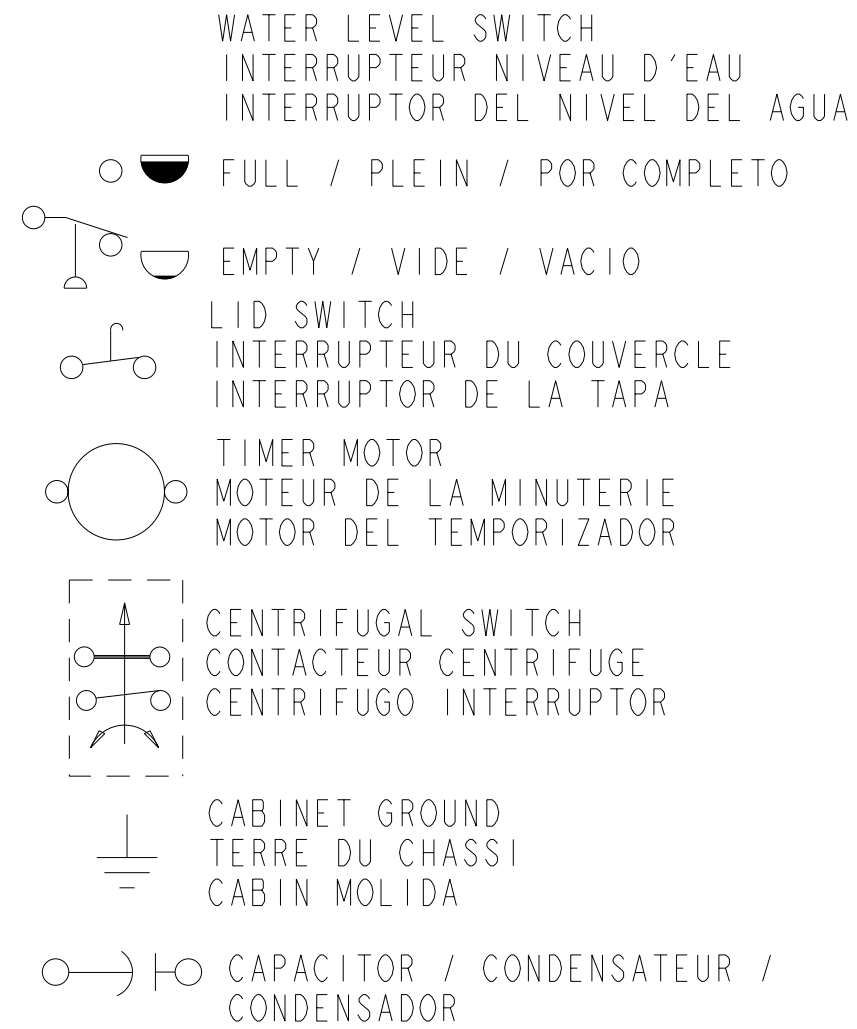 WATER LEVEL SWITCH
INTERRUPTEUR NIVEAU D'EAU
INTERRUPTOR DEL NIVEL DEL AGUA
FULL / PLEIN / POR COMPLETO
EMPTY / VIDE / VACIO
LID SWITCH
INTERRUPTEUR DU COUVERCLE
INTERRUPTOR DE LA TAPA
TIMER MOTOR
MOTEUR DE LA MINUTERIE
MOTOR DEL TEMPORIZADOR
CENTRIFUGAL SWITCH
CONTACTEUR CENTRIFUGE
CENTRIFUGO INTERRUPTOR
CABINET GROUND
TERRE DU CHASSI
CABIN MOLIDA
CAPACITOR / CONDENSATEUR /
CONDENSADOR